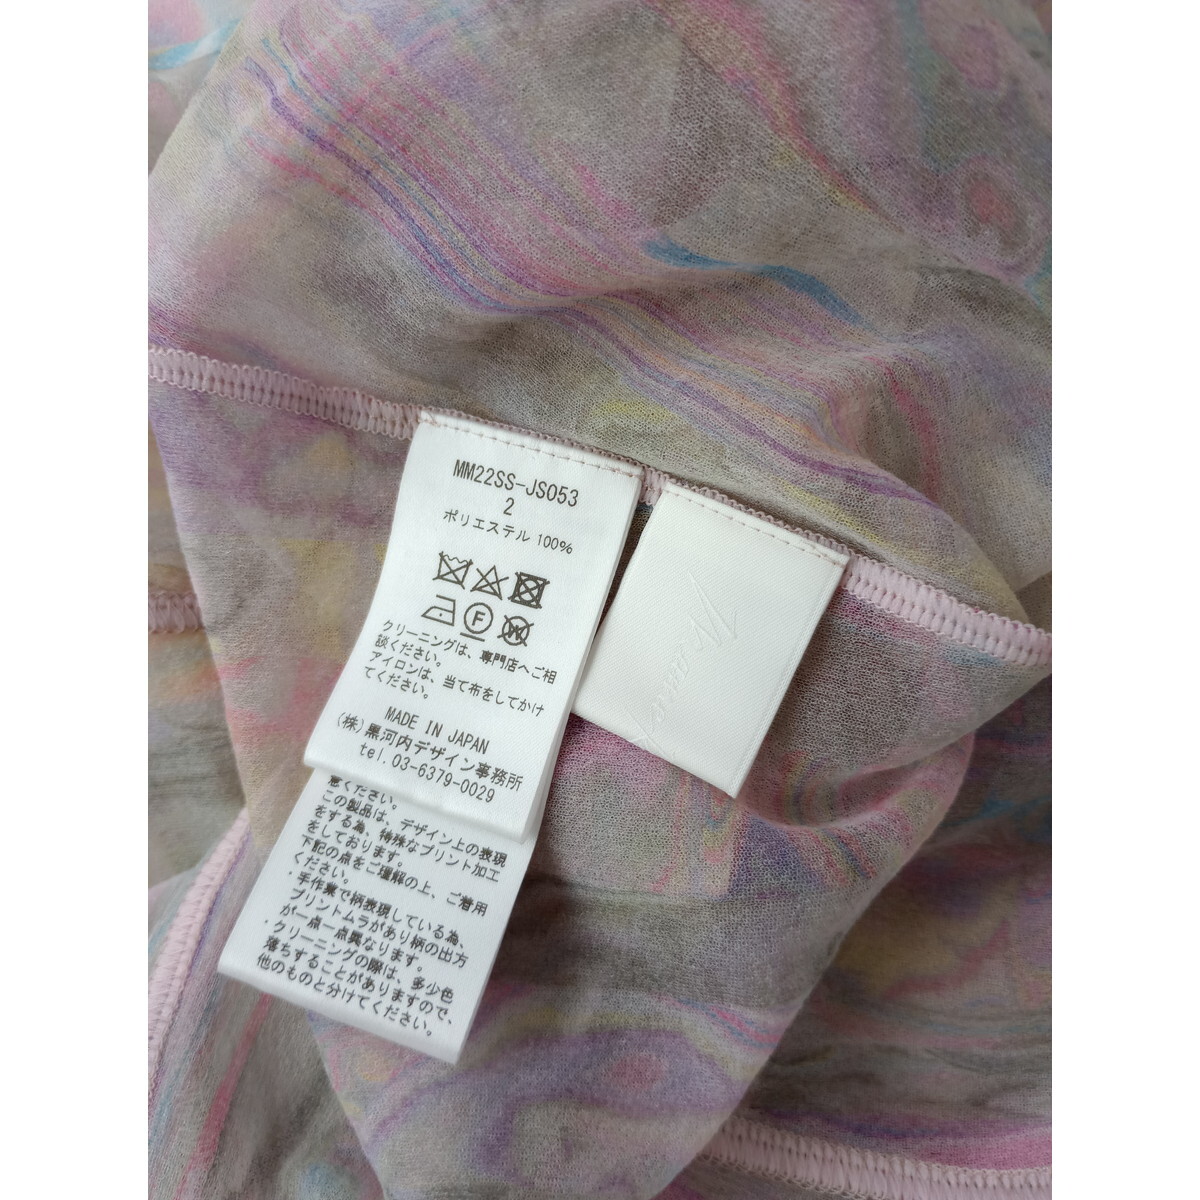 MM22SS-JS053
2
ポリエステル 100%
クリーニングは、専門店へご相
談ください。
アイロンは、当て布をしてかけ
てください。
MADE IN JAPAN
(株)黒河内デザイン事務所
tel.03-6379-0029
意ください。
この製品は、デザイン上の表現
をする為、特殊なプリント加工
をしております。
下記の点をご理解の上、ご着用
ください。
・手作業で柄表現している為、
プリントムラがあり柄の出方
が一点一点異なります。
・クリーニングの際は、多少色
落ちすることがありますので、
他のものと分けてください。